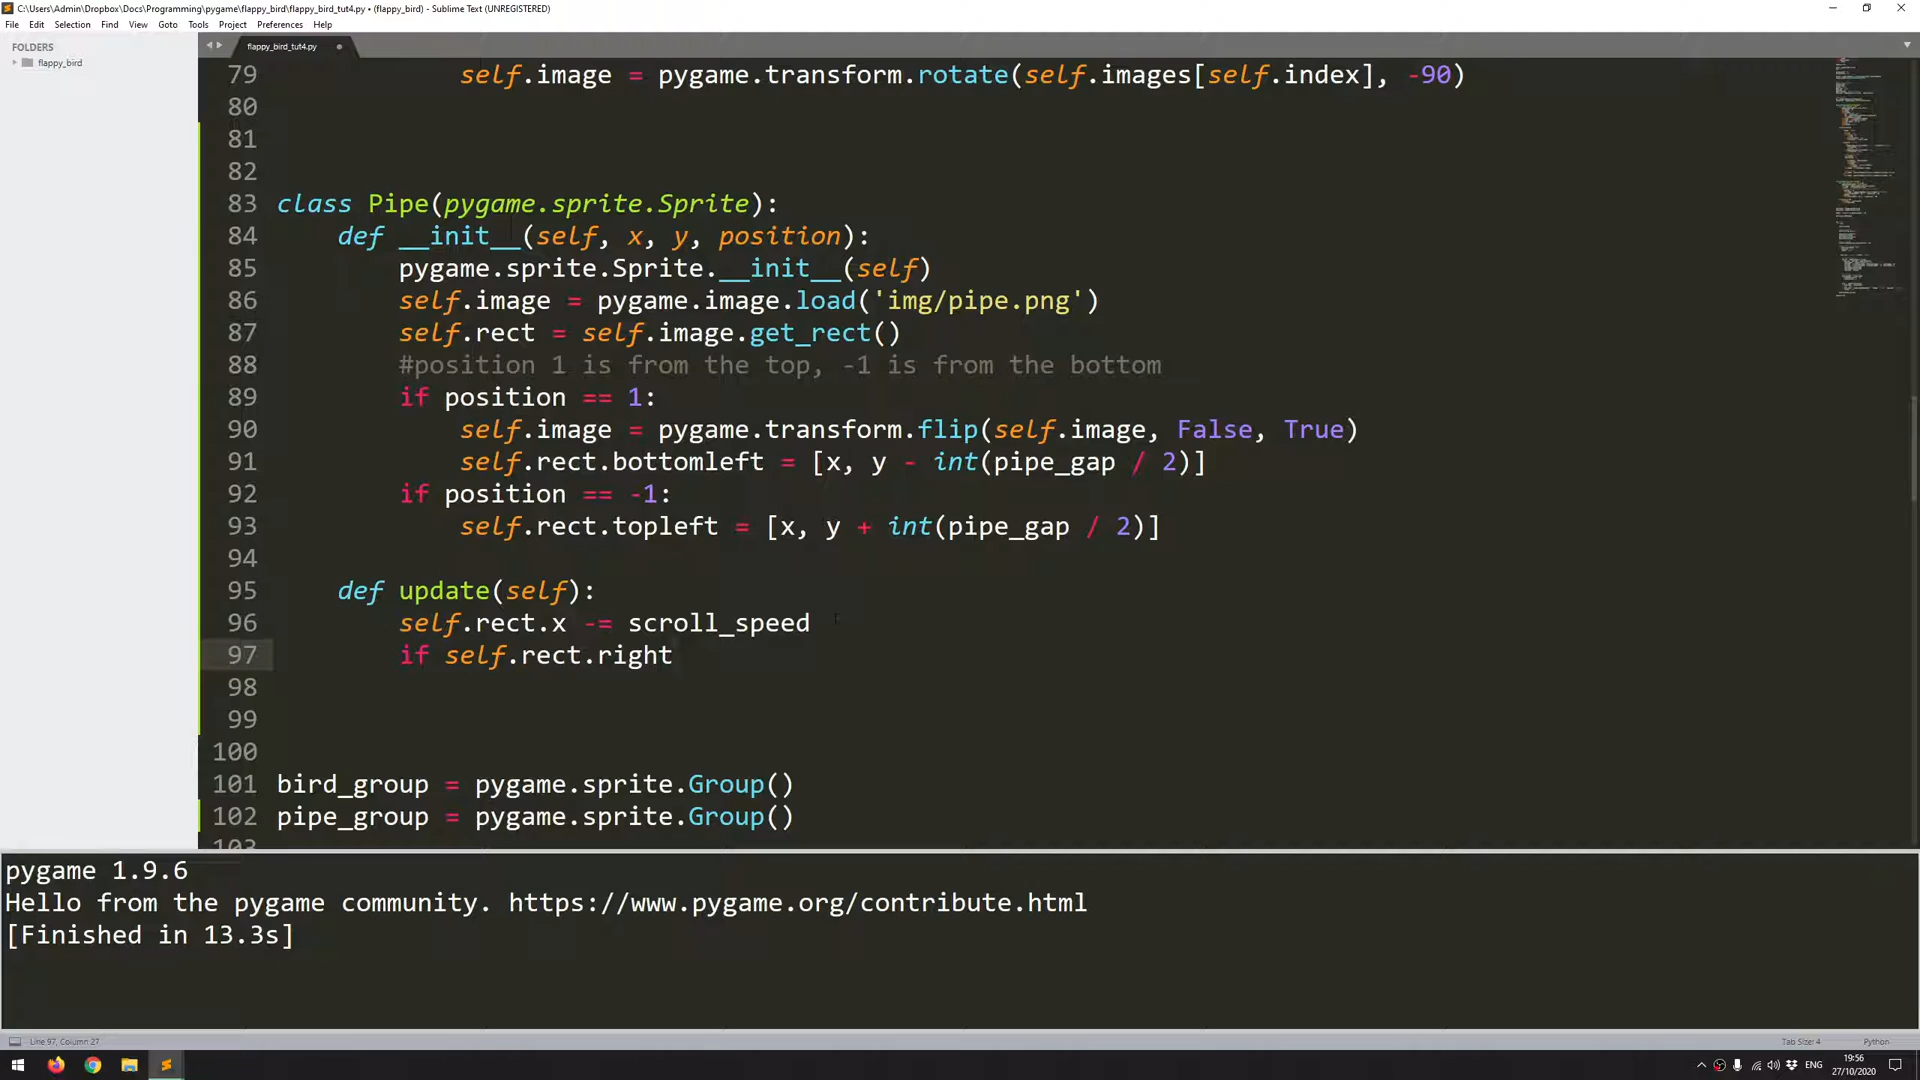 C:\Users\Admin\Dropbox\Docs\Programming\pygame\flappy_bird\flappy_bird_tut4.py • (flappy_bird) - Sublime Text (UNREGISTERED)
File Edit Selection Find View Goto Tools Project Preferences Help
FOLDERS
flappy_bird
flappy_bird_tut4.py
79 self.image = pygame.transform.rotate(self.images[self.index], -90)
80
81
82
83 class Pipe(pygame.sprite.Sprite):
84 def __init__(self, x, y, position):
85 pygame.sprite.Sprite.__init__(self)
86 self.image = pygame.image.load('img/pipe.png')
87 self.rect = self.image.get_rect()
88 #position 1 is from the top, -1 is from the bottom
89 if position == 1:
90 self.image = pygame.transform.flip(self.image, False, True)
91 self.rect.bottomleft = [x, y - int(pipe_gap / 2)]
92 if position == -1:
93 self.rect.topleft = [x, y + int(pipe_gap / 2)]
94
95 def update(self):
96 self.rect.x -= scroll_speed
97 if self.rect.right
98
99
100
101 bird_group = pygame.sprite.Group()
102 pipe_group = pygame.sprite.Group()
103
pygame 1.9.6
Hello from the pygame community. https://www.pygame.org/contribute.html
[Finished in 13.3s]
Line 97, Column 27
Tab Size: 4
Python
ENG
19:56
27/10/2020